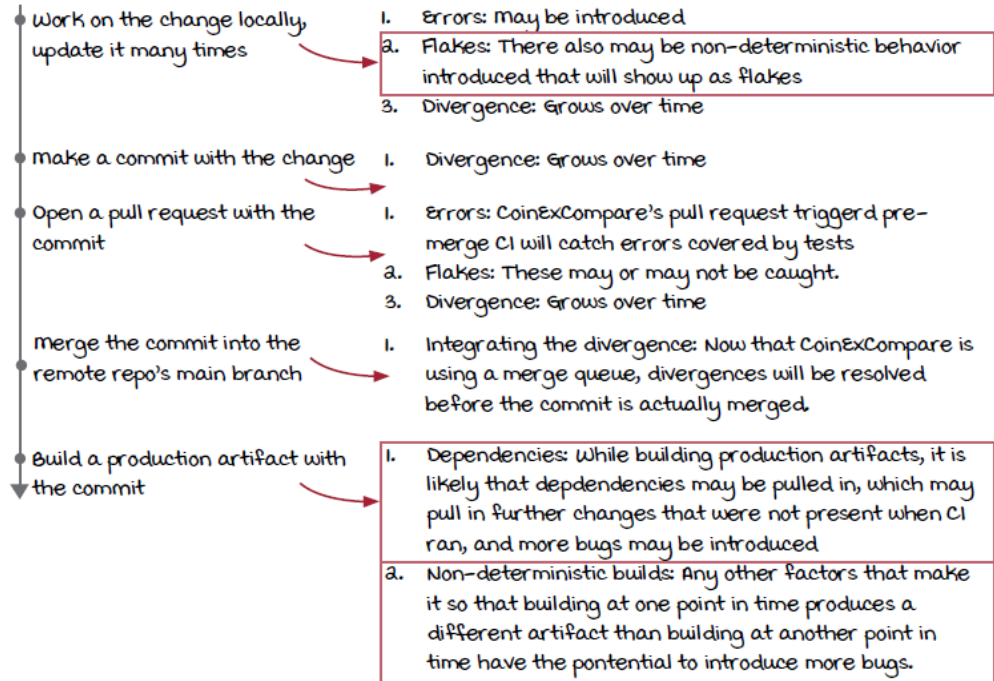 Work on the change locally,
update it many times
1. Errors: May be introduced
2. Flakes: There also may be non-deterministic behavior
introduced that will show up as flakes
3. Divergence: Grows over time
Make a commit with the change
1. Divergence: Grows over time
Open a pull request with the
commit
1. Errors: CoinExCompare's pull request triggerd pre-
merge CI will catch errors covered by tests
2. Flakes: These may or may not be caught.
3. Divergence: Grows over time
Merge the commit into the
remote repo's main branch
1. Integrating the divergence: Now that CoinExCompare is
using a merge queue, divergences will be resolved
before the commit is actually merged.
Build a production artifact with
the commit
1. Dependencies: While building production artifacts, it is
likely that depdendencies may be pulled in, which may
pull in further changes that were not present when CI
ran, and more bugs may be introduced
2. Non-deterministic builds: Any other factors that make
it so that building at one point in time produces a
different artifact than building at another point in
time have the pontential to introduce more bugs.